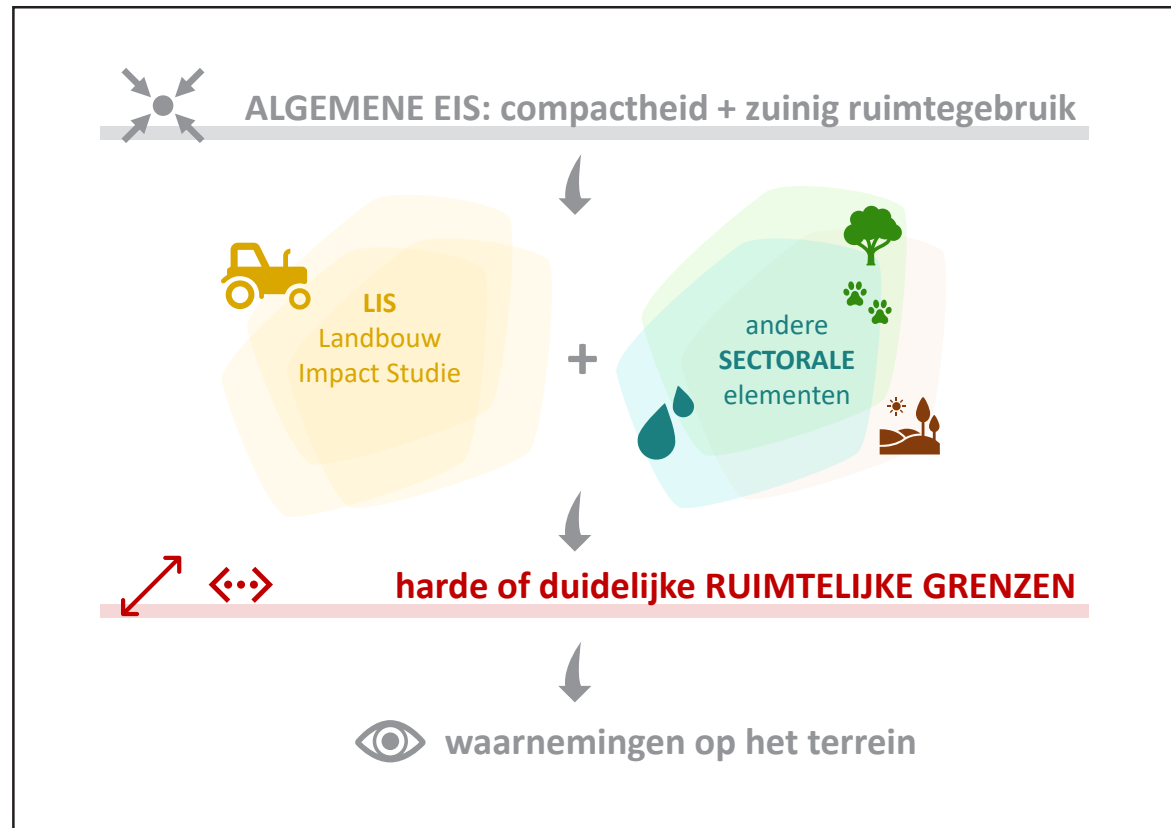 ALGEMENE EIS: compactheid + zuinig ruimtegebruik
LIS
Landbouw
Impact Studie
+
andere
SECTORALE
elementen
harde of duidelijke RUIMTELIJKE GRENZEN
waarnemingen op het terrein